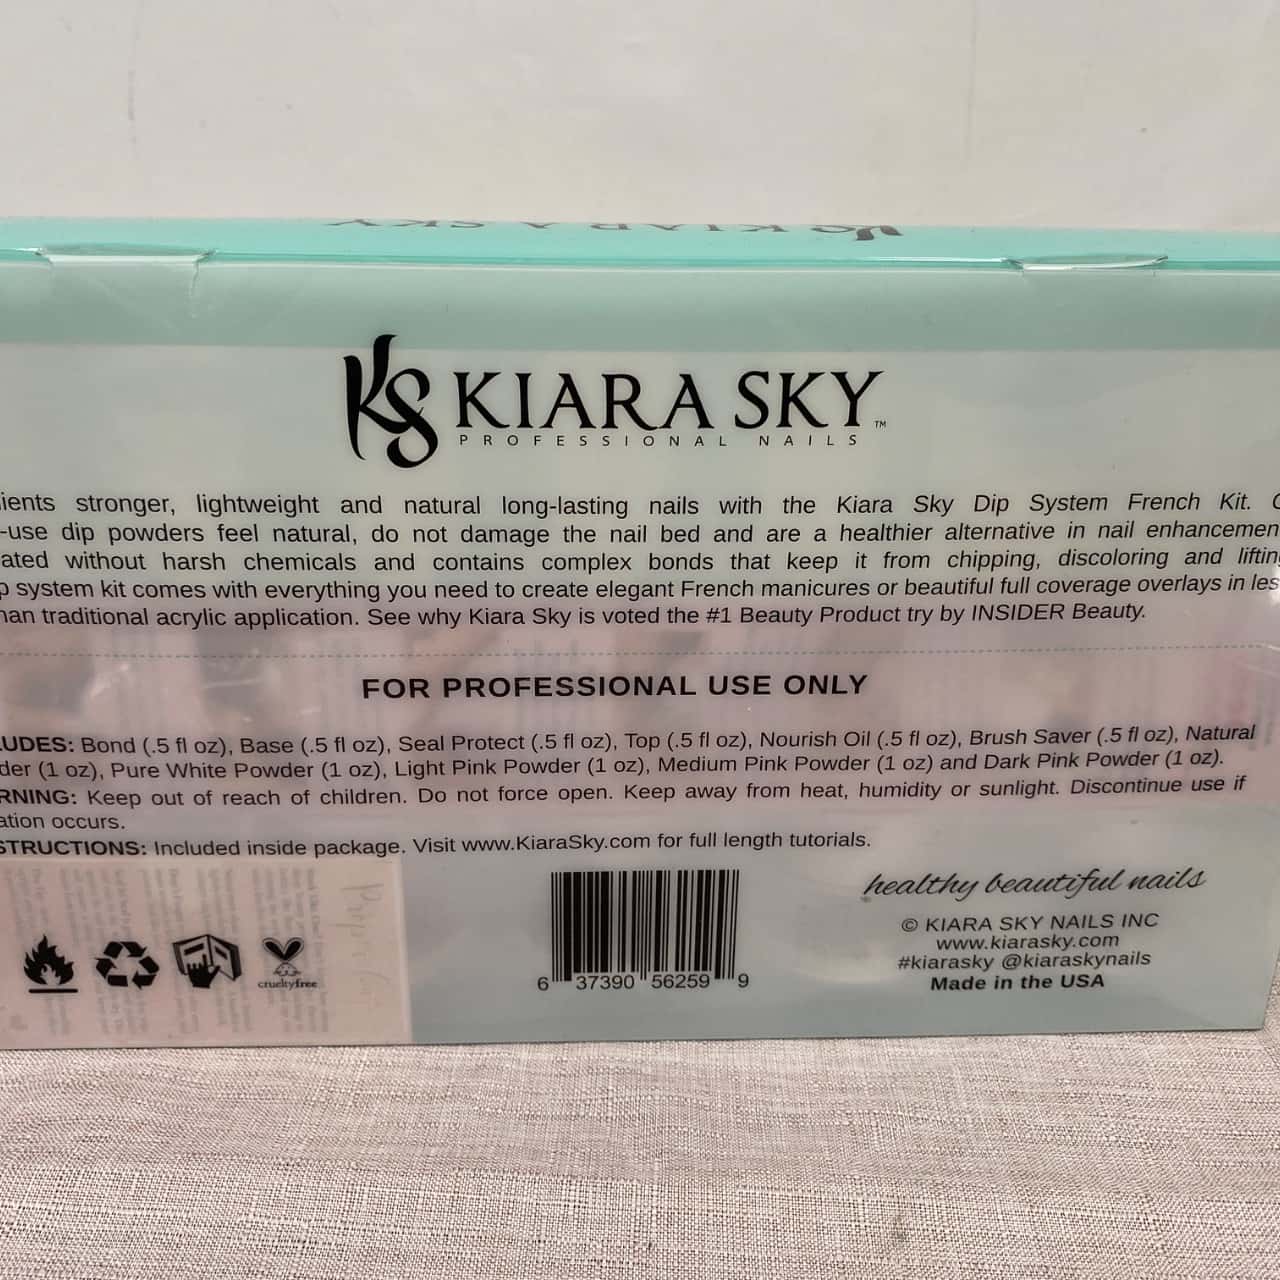 KIARA SKY
KS KIARA SKY™
PROFESSIONAL NAILS
ients stronger, lightweight and natural long-lasting nails with the Kiara Sky Dip System French Kit.
-use dip powders feel natural, do not damage the nail bed and are a healthier alternative in nail enhancemen
ated without harsh chemicals and contains complex bonds that keep it from chipping, discoloring and lifting
p system kit comes with everything you need to create elegant French manicures or beautiful full coverage overlays in les
han traditional acrylic application. See why Kiara Sky is voted the #1 Beauty Product try by INSIDER Beauty.
FOR PROFESSIONAL USE ONLY
LUDES: Bond (.5 fl oz), Base (.5 fl oz), Seal Protect (.5 fl oz), Top (.5 fl oz), Nourish Oil (.5 fl oz), Brush Saver (.5 fl oz), Natural
der (1 oz), Pure White Powder (1 oz), Light Pink Powder (1 oz), Medium Pink Powder (1 oz) and Dark Pink Powder (1 oz).
RNING: Keep out of reach of children. Do not force open. Keep away from heat, humidity or sunlight. Discontinue use if
ation occurs.
STRUCTIONS: Included inside package. Visit www.KiaraSky.com for full length tutorials.
healthy beautiful nails
© KIARA SKY NAILS INC
www.kiarasky.com
#kiarasky @kiaraskynails
Made in the USA
crueltyfree
6 37390 56259 9